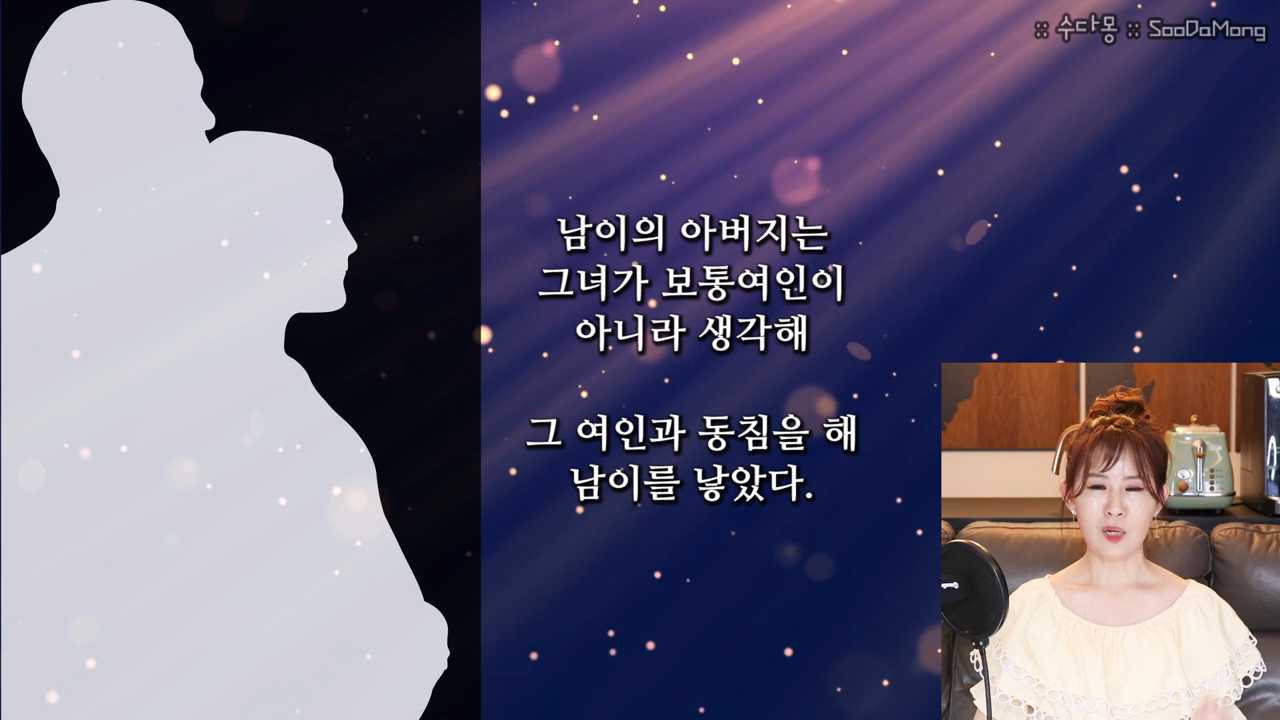 :: 수다몽 :: SooDaMong
남이의 아버지는
그녀가 보통여인이
아니라 생각해
그 여인과 동침을 해
남이를 낳았다.